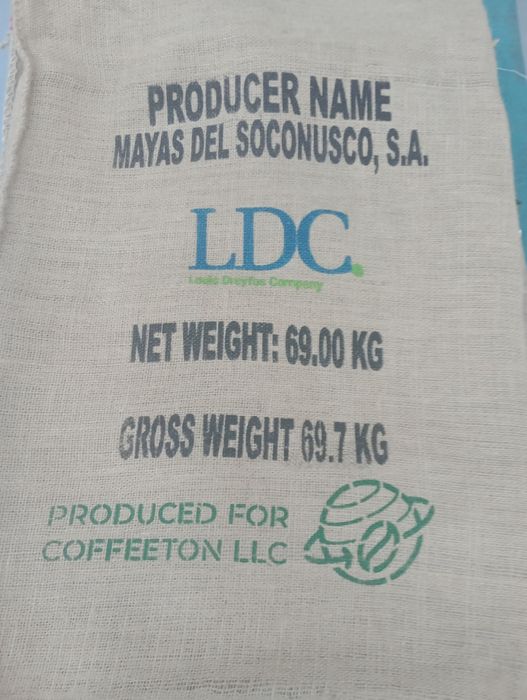 PRODUCER NAME
MAYAS DEL SOCONUSCO, S.A.
LDC.
Louis Dreyfus Company
NET WEIGHT: 69.00 KG
GROSS WEIGHT 69.7 KG
PRODUCED FOR
COFFEETON LLC